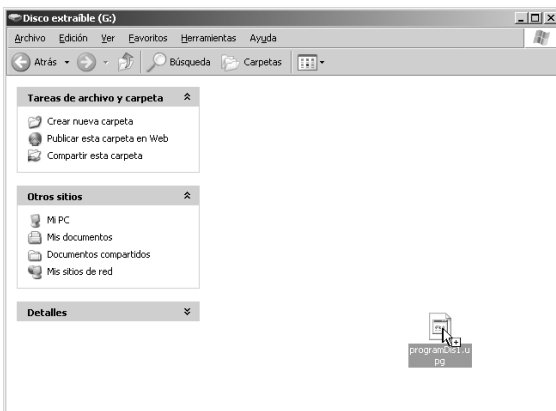 Disco extraíble (G:)
Archivo Edición Ver Favoritos Herramientas Ayuda
Atrás Búsqueda Carpetas
Tareas de archivo y carpeta
Crear nueva carpeta
Publicar esta carpeta en Web
Compartir esta carpeta
Otros sitios
Mi PC
Mis documentos
Documentos compartidos
Mis sitios de red
Detalles
programDis1.u
pg